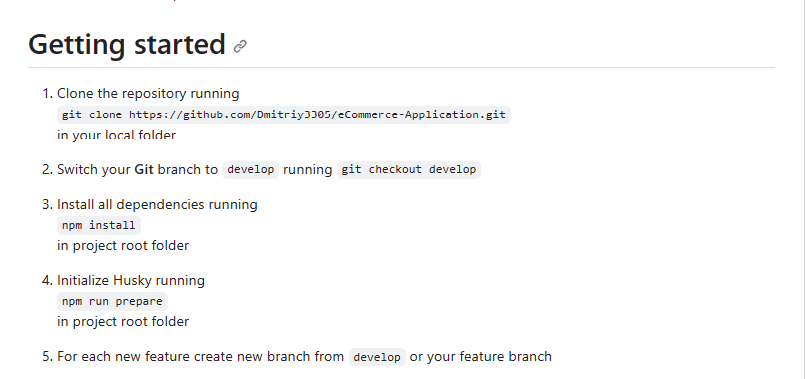 Getting started
1. Clone the repository running
git clone https://github.com/DmitriyJJ05/eCommerce-Application.git
in your local folder
2. Switch your Git branch to develop running git checkout develop
3. Install all dependencies running
npm install
in project root folder
4. Initialize Husky running
npm run prepare
in project root folder
5. For each new feature create new branch from develop or your feature branch